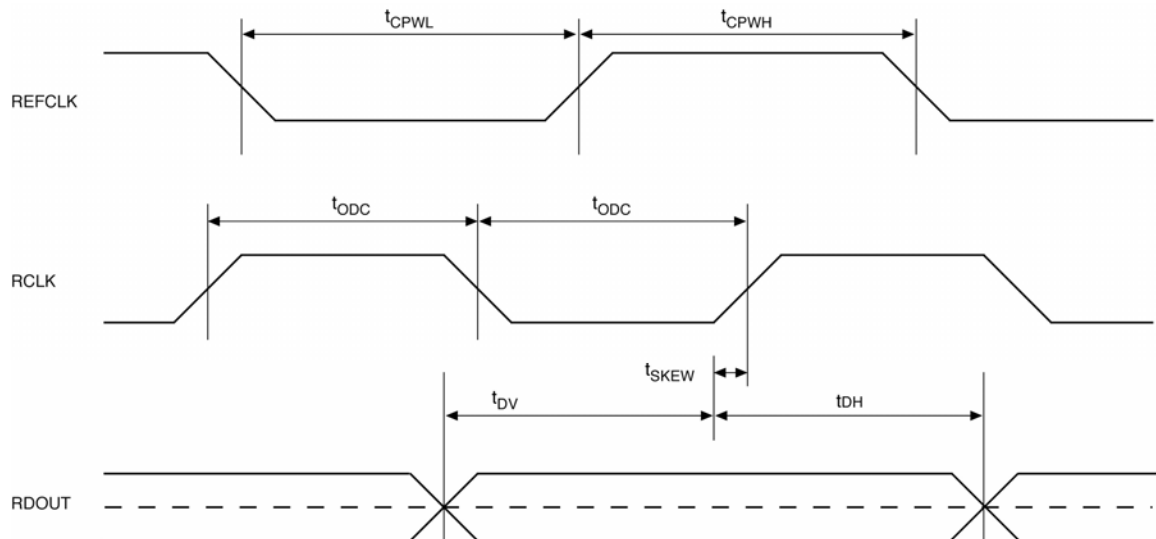 tCPWL
tCPWH
REFCLK
tODC
tODC
RCLK
tSKEW
tDV
tDH
RDOUT